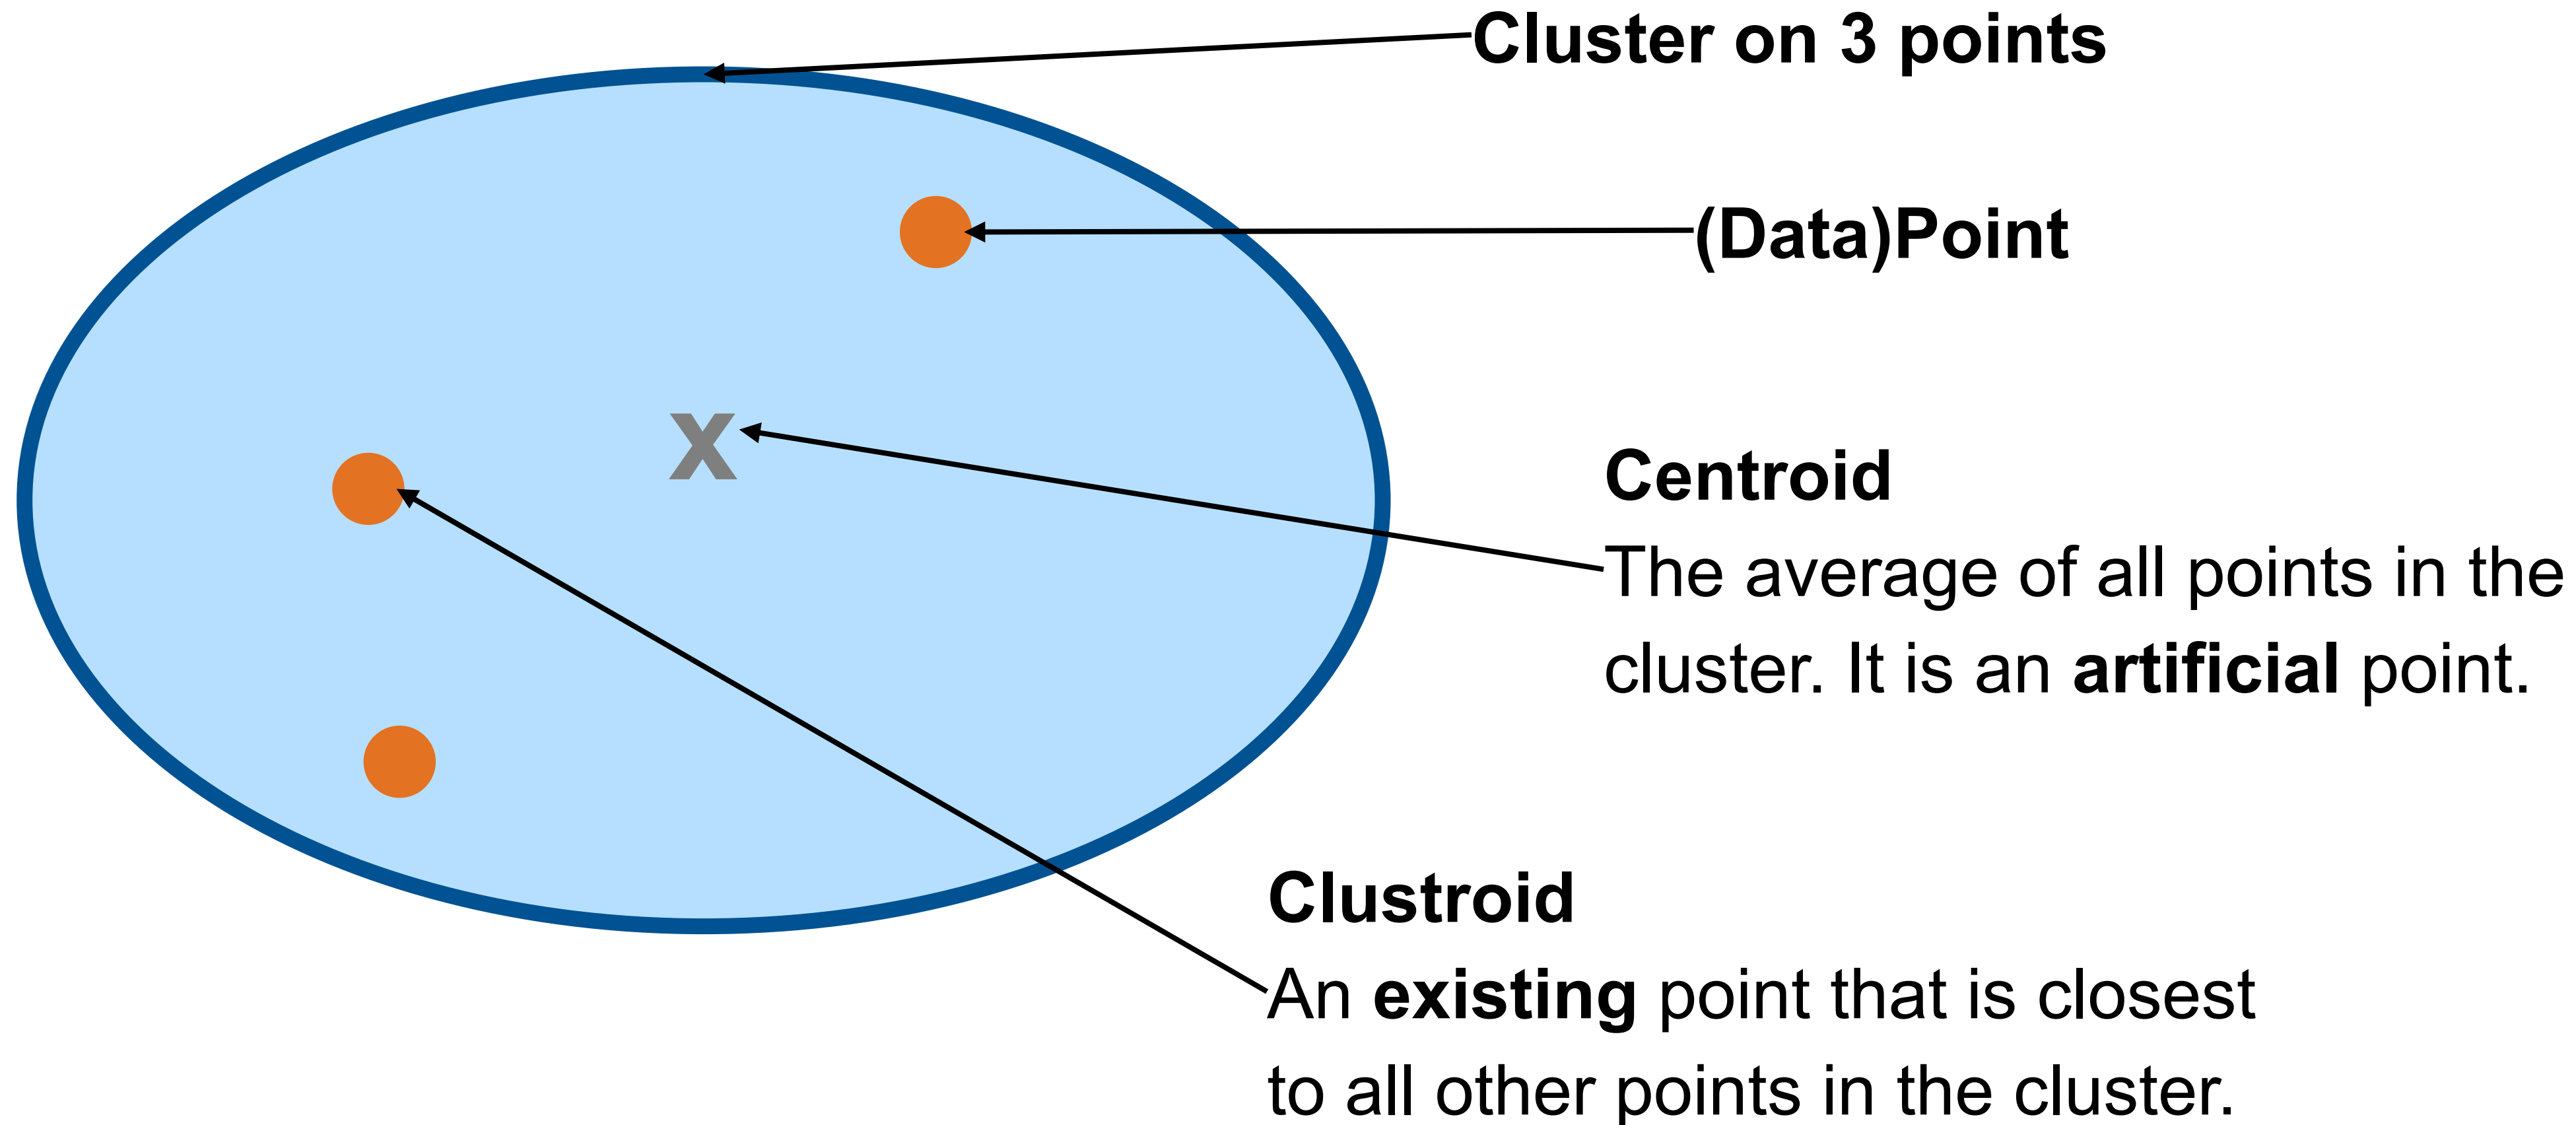 Cluster on 3 points
(Data)Point
x
Centroid
The average of all points in the
cluster. It is an artificial point.
Clustroid
An existing point that is closest
to all other points in the cluster.